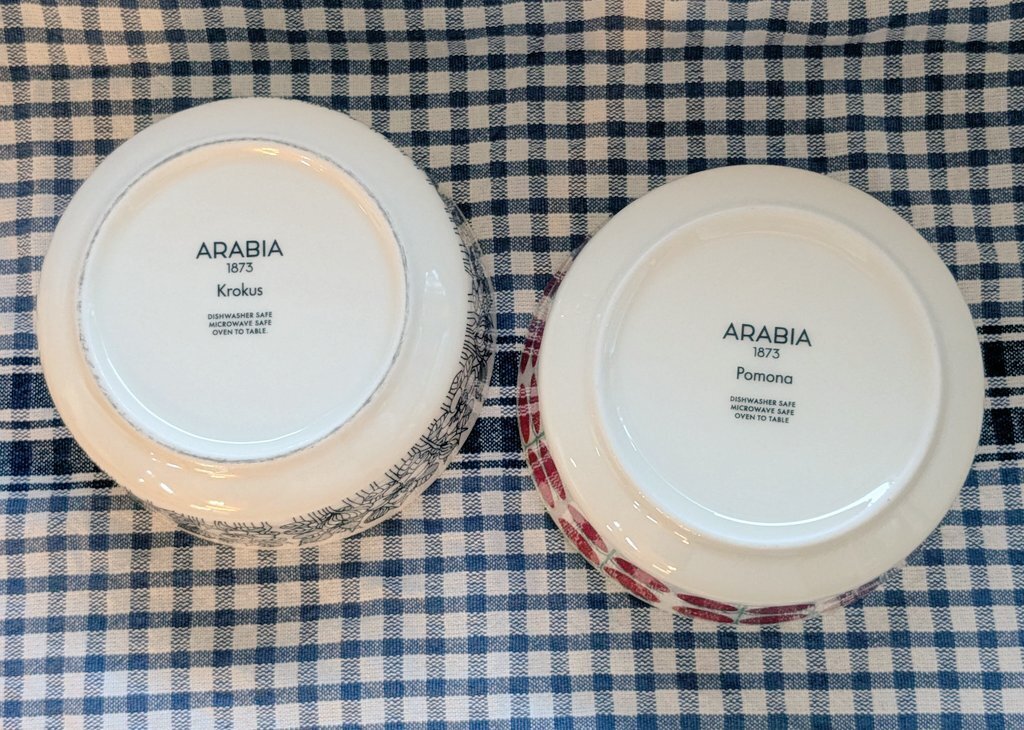 ARABIA
1873
Krokus
DISHWASHER SAFE
MICROWAVE SAFE
OVEN TO TABLE.
ARABIA
1873
Pomona
DISHWASHER SAFE
MICROWAVE SAFE
OVEN TO TABLE